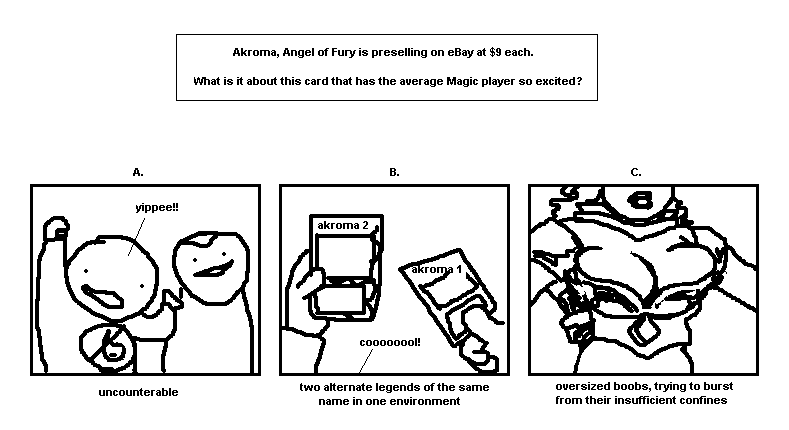 Akroma, Angel of Fury is preselling on eBay at $9 each.
What is it about this card that has the average Magic player so excited?
A.
yippee!!
uncounterable
B.
akroma 2
akroma 1
coooooool!
two alternate legends of the same
name in one environment
C.
oversized boobs, trying to burst
from their insufficient confines